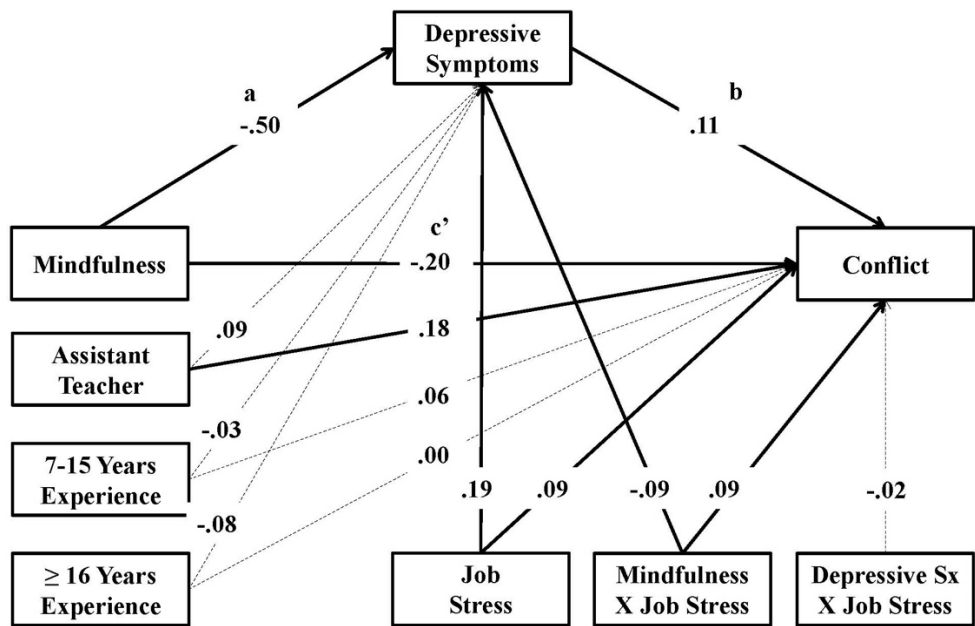 Depressive
Symptoms
a
-.50
b
.11
c’
Mindfulness
-.20
Conflict
.09
.18
Assistant
Teacher
.06
-.03
7-15 Years
Experience
.00
.19
.09
-.09
.09
-.02
-.08
≥ 16 Years
Experience
Job
Stress
Mindfulness
X Job Stress
Depressive Sx
X Job Stress